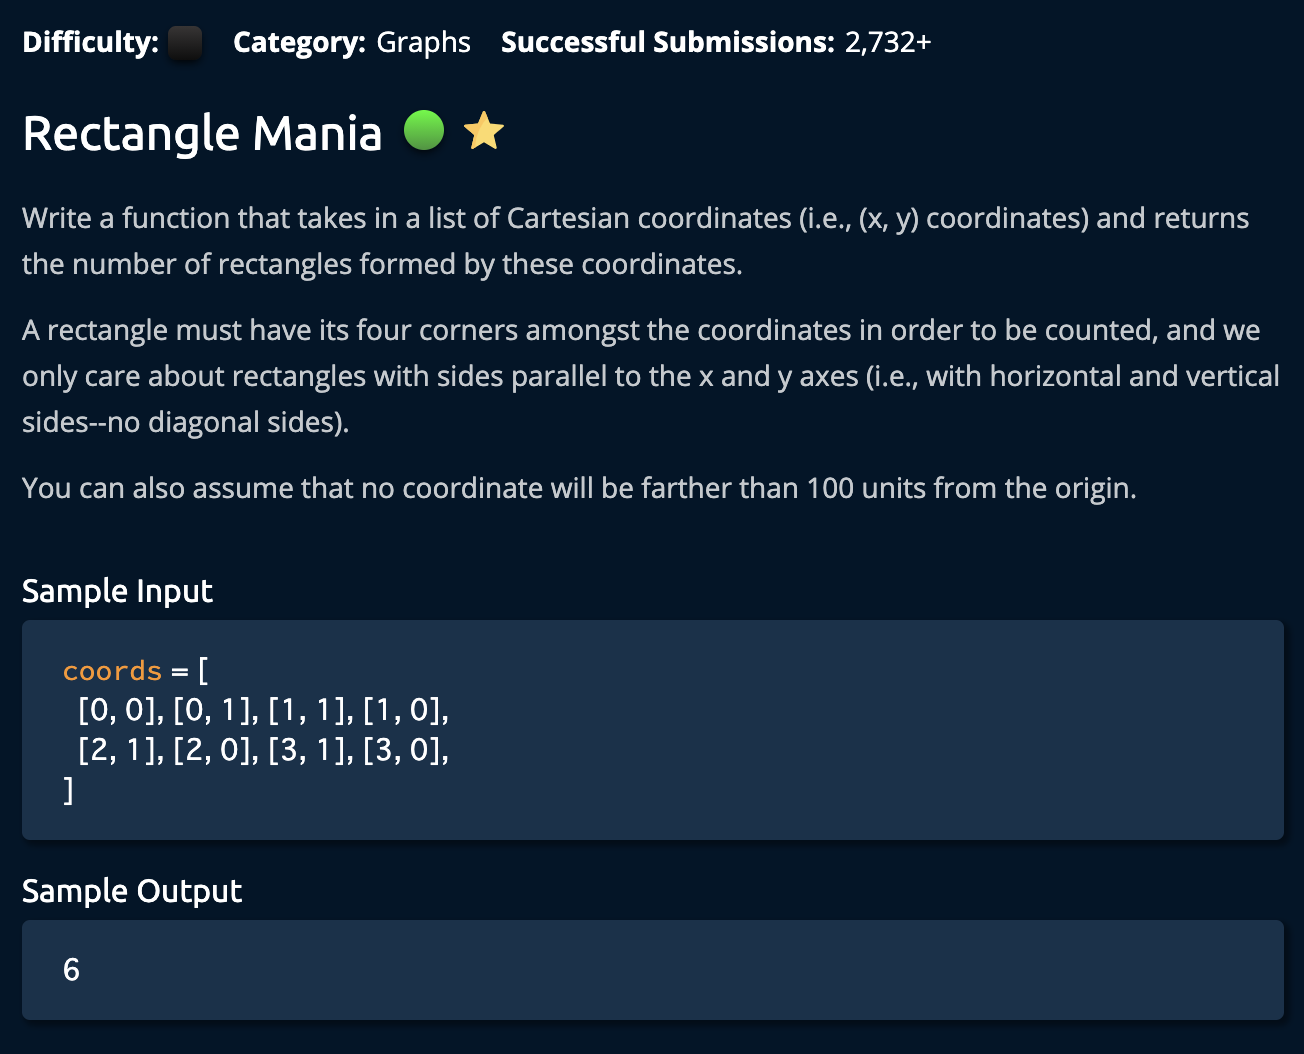 Difficulty: Category: Graphs Successful Submissions: 2,732+
Rectangle Mania
Write a function that takes in a list of Cartesian coordinates (i.e., (x, y) coordinates) and returns
the number of rectangles formed by these coordinates.
A rectangle must have its four corners amongst the coordinates in order to be counted, and we
only care about rectangles with sides parallel to the x and y axes (i.e., with horizontal and vertical
sides--no diagonal sides).
You can also assume that no coordinate will be farther than 100 units from the origin.
Sample Input
coords = [
[0, 0], [0, 1], [1, 1], [1, 0],
[2, 1], [2, 0], [3, 1], [3, 0],
]
Sample Output
6